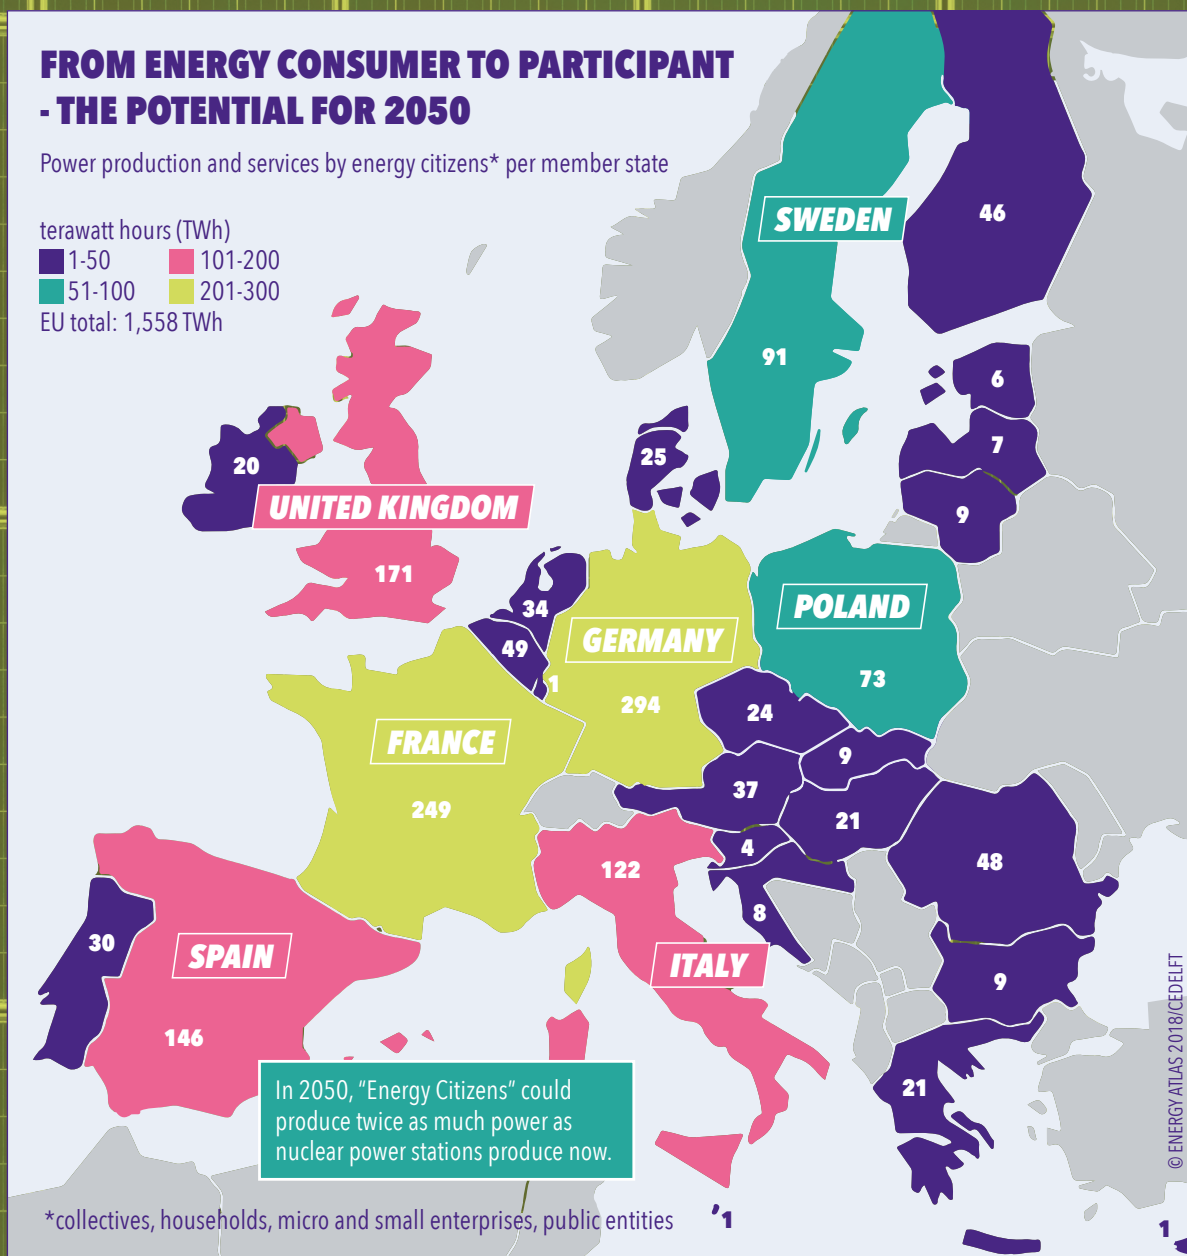 FROM ENERGY CONSUMER TO PARTICIPANT
- THE POTENTIAL FOR 2050
Power production and services by energy citizens* per member state
terawatt hours (TWh)
1-50 101-200
51-100 201-300
EU total: 1,558 TWh
46
SWEDEN
91
6
7
9
25
20
UNITED KINGDOM
171
34
49
1
GERMANY
294
POLAND
73
24
9
FRANCE
249
37
21
4
122
48
8
30
SPAIN
146
ITALY
9
21
In 2050, “Energy Citizens“ could
produce twice as much power as
nuclear power stations produce now.
*collectives, households, micro and small enterprises, public entities
1
1
© ENERGY ATLAS 2018/CEDELFT